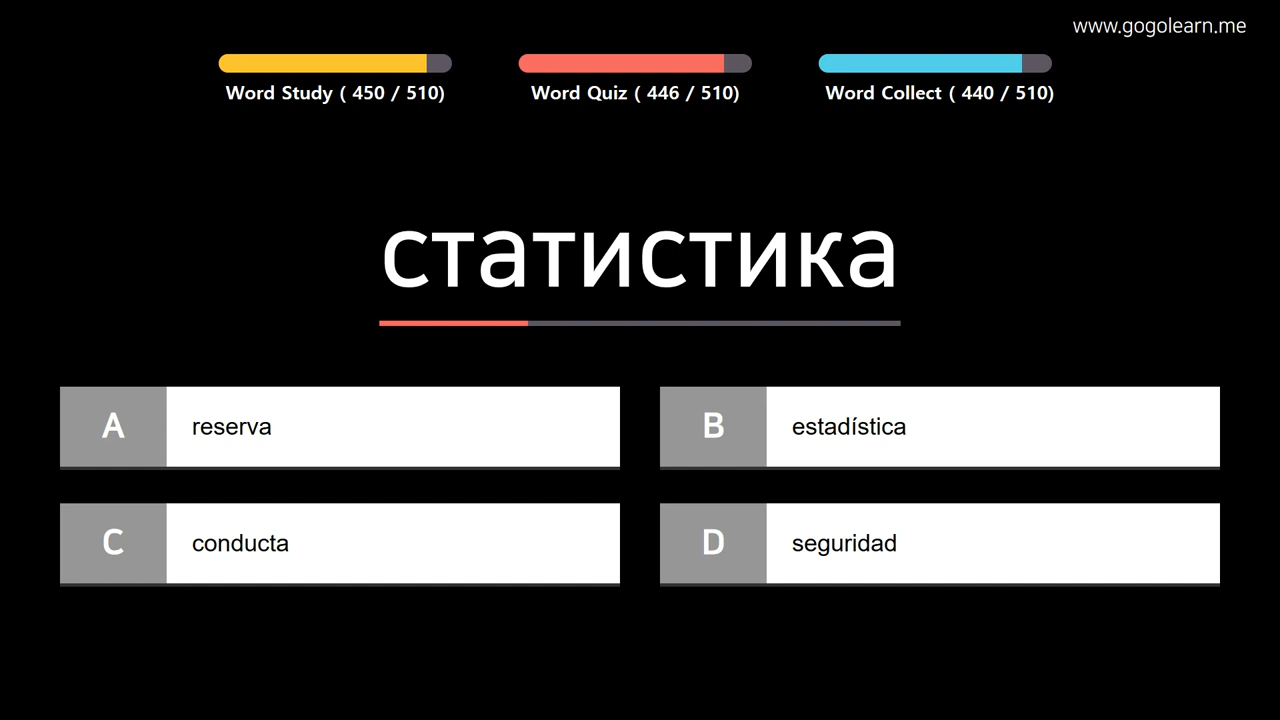 www.gogolearn.me
Word Study ( 450 / 510)
Word Quiz ( 446 / 510)
Word Collect ( 440 / 510)
статистика
A reserva
B estadística
C conducta
D seguridad